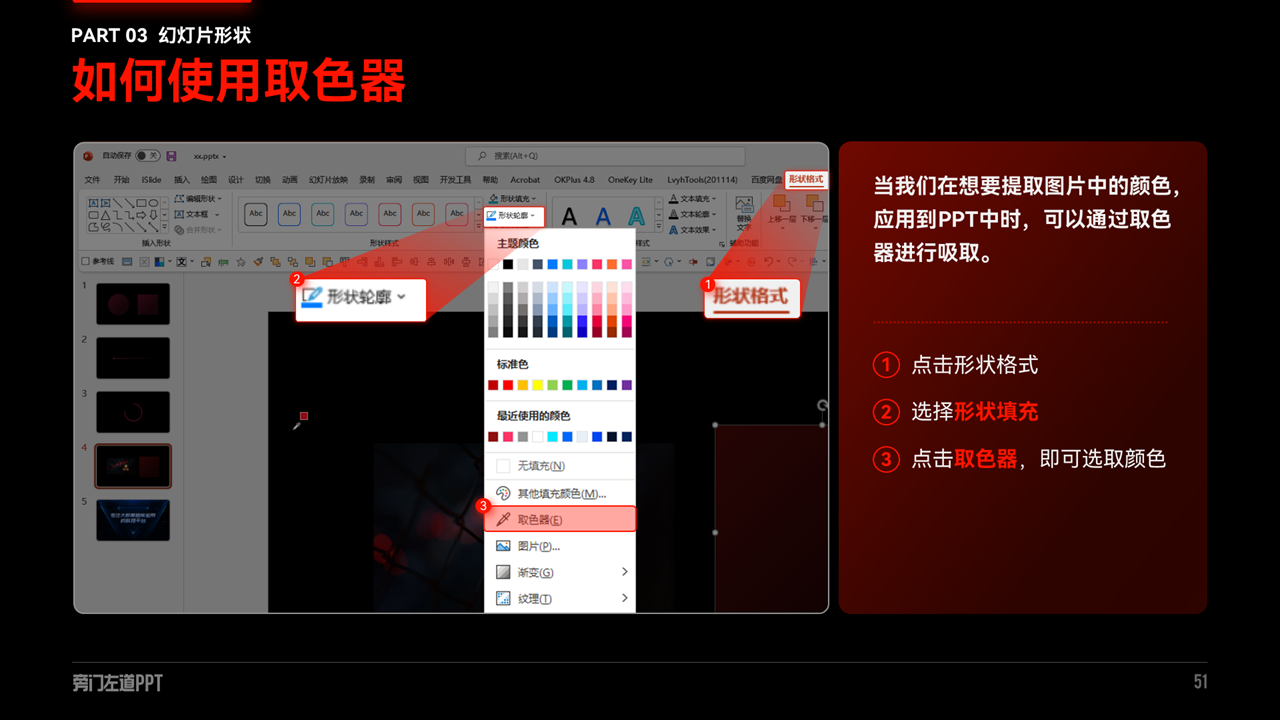 PART 03 幻灯片形状
如何使用取色器
自动保存 关 xx.pptx
搜索(Alt+Q)
文件 开始 iSlide 插入 绘图 设计 切换 动画 幻灯片放映 录制 审阅 视图 开发工具 帮助 Acrobat OKPlus 4.8 OneKey Lite LvyhTools(201114) 百度网盘 形状格式
编辑形状
文本框
合并形状
插入形状
Abc Abc Abc Abc Abc Abc Abc
形状样式
形状填充
形状轮廓
A A A
文本填充
文本轮廓
文本效果
替换文字
上移一层 下移一层
辅助功能
参考线
主题颜色
2
形状轮廓
1
形状格式
标准色
最近使用的颜色
无填充(N)
其他填充颜色(M)...
3
取色器(E)
图片(P)...
渐变(G)
纹理(T)
1
2
3
4
5
当我们在想要提取图片中的颜色，
应用到PPT中时，可以通过取色
器进行吸取。
1 点击形状格式
2 选择形状填充
3 点击取色器，即可选取颜色
旁门左道PPT
51